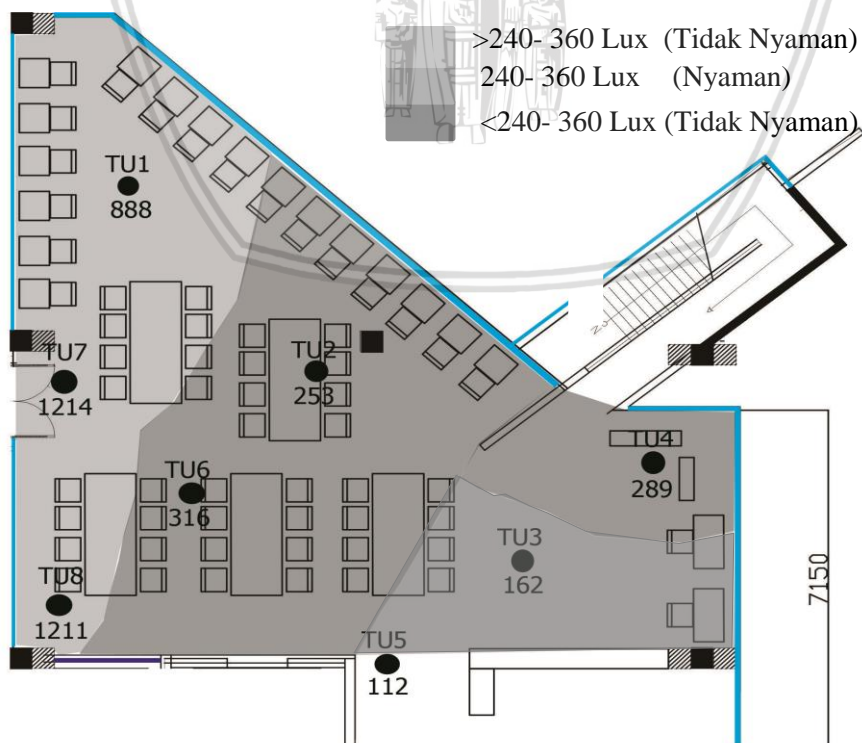 >240- 360 Lux (Tidak Nyaman)
240- 360 Lux (Nyaman)
<240- 360 Lux (Tidak Nyaman)
TU1
888
TU7
1214
TU2
253
TU4
289
TU6
316
TU3
162
TU8
1211
TU5
112
7150